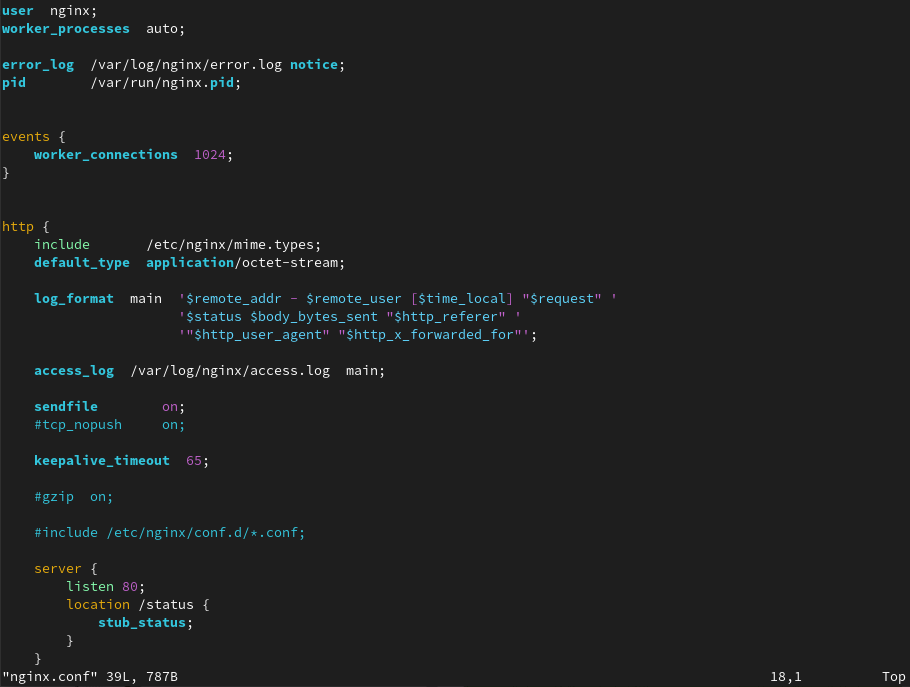 user  nginx;
worker_processes  auto;

error_log  /var/log/nginx/error.log notice;
pid        /var/run/nginx.pid;


events {
    worker_connections  1024;
}


http {
    include       /etc/nginx/mime.types;
    default_type  application/octet-stream;

    log_format  main  '$remote_addr - $remote_user [$time_local] "$request" '
                      '$status $body_bytes_sent "$http_referer" '
                      '"$http_user_agent" "$http_x_forwarded_for"';

    access_log  /var/log/nginx/access.log  main;

    sendfile        on;
    #tcp_nopush     on;

    keepalive_timeout  65;

    #gzip  on;

    #include /etc/nginx/conf.d/*.conf;

    server {
        listen 80;
        location /status {
            stub_status;
        }
    }
"nginx.conf" 39L, 787B                                                                          18,1          Top